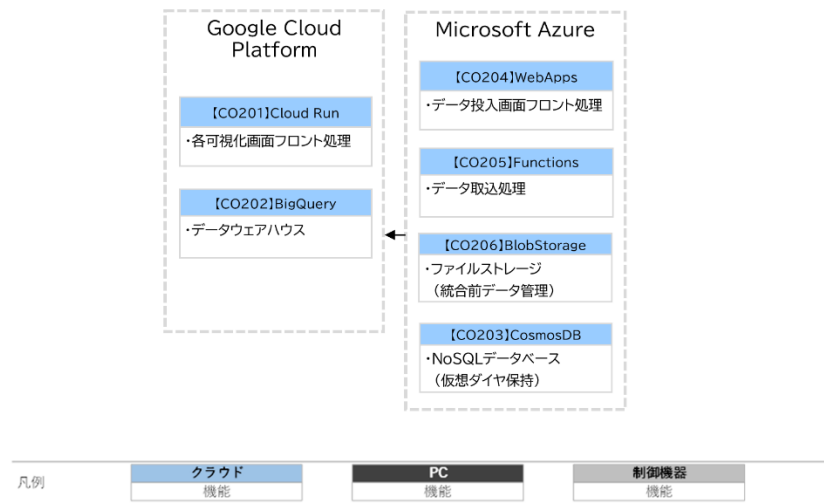 Google Cloud
Platform
【CO201】Cloud Run
・各可視化画面フロント処理
【CO202】BigQuery
・データウェアハウス
Microsoft Azure
【CO204】WebApps
・データ投入画面フロント処理
【CO205】Functions
・データ取込処理
【CO206】BlobStorage
・ファイルストレージ
（統合前データ管理）
【CO203】CosmosDB
・NoSQLデータベース
（仮想ダイヤ保持）
凡例
クラウド
機能
PC
機能
制御機器
機能